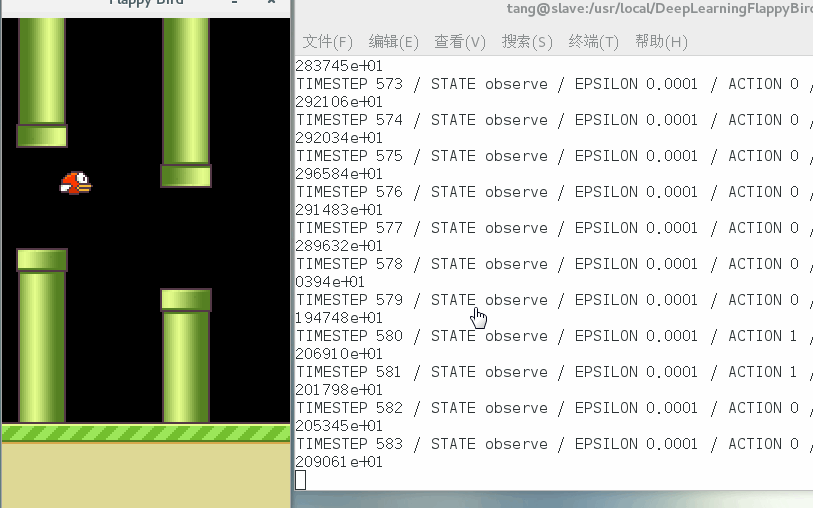 Flappy Bird
tang@slave:/usr/local/DeepLearningFlappyBird
文件(F) 编辑(E) 查看(V) 搜索(S) 终端(T) 帮助(H)
283745e+01
TIMESTEP 573 / STATE observe / EPSILON 0.0001 / ACTION 0 /
292106e+01
TIMESTEP 574 / STATE observe / EPSILON 0.0001 / ACTION 0 /
292034e+01
TIMESTEP 575 / STATE observe / EPSILON 0.0001 / ACTION 0 /
296584e+01
TIMESTEP 576 / STATE observe / EPSILON 0.0001 / ACTION 0 /
291483e+01
TIMESTEP 577 / STATE observe / EPSILON 0.0001 / ACTION 0 /
289632e+01
TIMESTEP 578 / STATE observe / EPSILON 0.0001 / ACTION 0 /
0394e+01
TIMESTEP 579 / STATE observe / EPSILON 0.0001 / ACTION 0 /
194748e+01
TIMESTEP 580 / STATE observe / EPSILON 0.0001 / ACTION 1 /
206910e+01
TIMESTEP 581 / STATE observe / EPSILON 0.0001 / ACTION 1 /
201798e+01
TIMESTEP 582 / STATE observe / EPSILON 0.0001 / ACTION 0 /
205345e+01
TIMESTEP 583 / STATE observe / EPSILON 0.0001 / ACTION 0 /
209061e+01